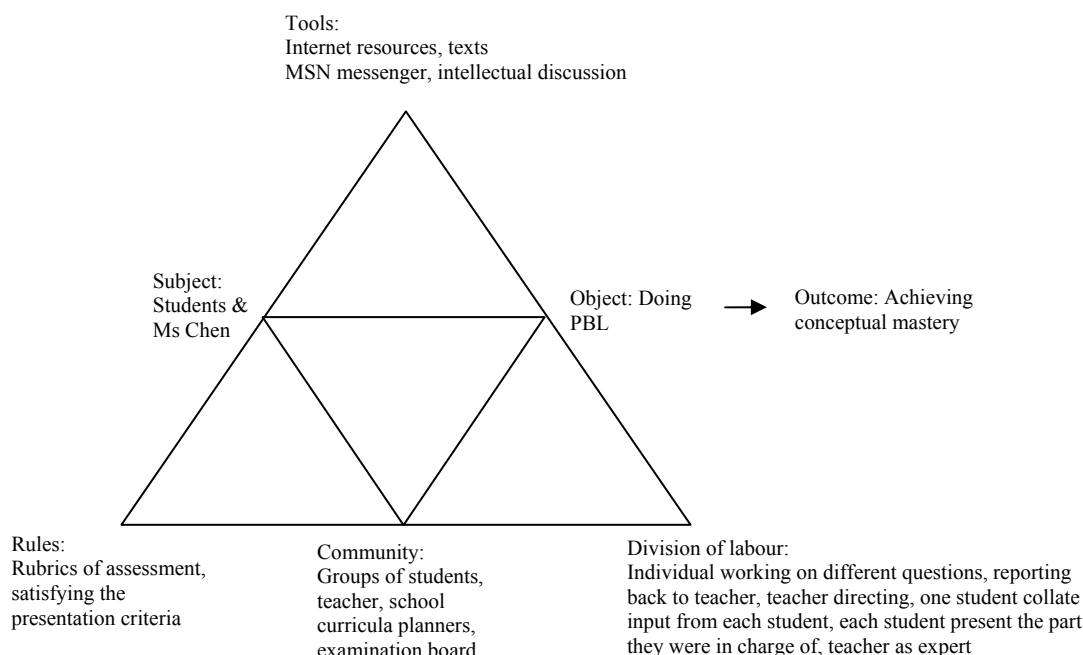 Tools:
Internet resources, texts
MSN messenger, intellectual discussion
Subject:
Students &
Ms Chen
Object: Doing
PBL
Outcome: Achieving
conceptual mastery
Rules:
Rubrics of assessment,
satisfying the
presentation criteria
Community:
Groups of students,
teacher, school
curricula planners,
examination board
Division of labour:
Individual working on different questions, reporting
back to teacher, teacher directing, one student collate
input from each student, each student present the part
they were in charge of, teacher as expert